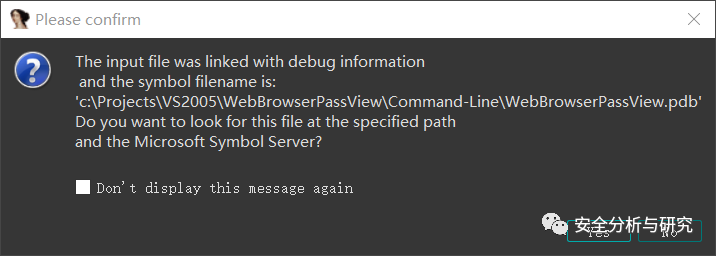 Please confirm
The input file was linked with debug information
and the symbol filename is:
'c:\Projects\VS2005\WebBrowserPassView\Command-Line\WebBrowserPassView.pdb'
Do you want to look for this file at the specified path
and the Microsoft Symbol Server?
Don't display this message again
安全分析与研究
Yes No